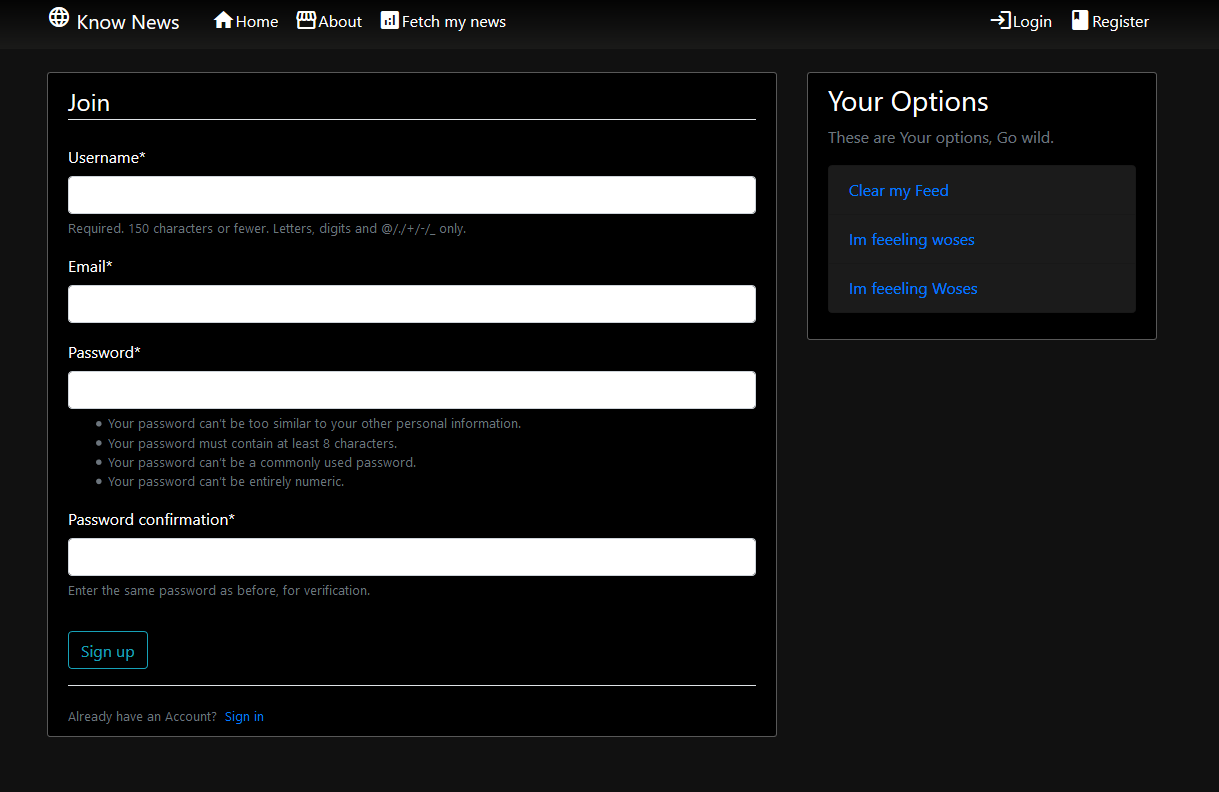 Know News Home About Fetch my news Login Register
Join
Username*
Required. 150 characters or fewer. Letters, digits and @/./+/-/_ only.
Email*
Password*
Your password can't be too similar to your other personal information.
Your password must contain at least 8 characters.
Your password can't be a commonly used password.
Your password can't be entirely numeric.
Password confirmation*
Enter the same password as before, for verification.
Sign up
Already have an Account? Sign in
Your Options
These are Your options, Go wild.
Clear my Feed
Im feeeling woses
Im feeeling Woses